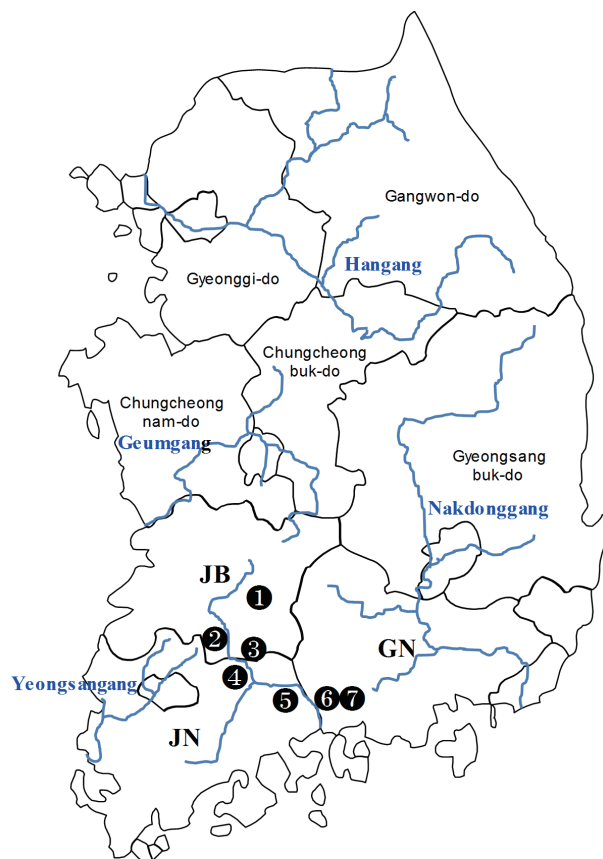 Gangwon-do
Hangang
Gyeonggi-do
Chungcheong
buk-do
Chungcheong
nam-do
Geumgang
Gyeongsang
buk-do
Nakdonggang
JB
1
2
3
GN
4
Yeongsangang
5
6
7
JN